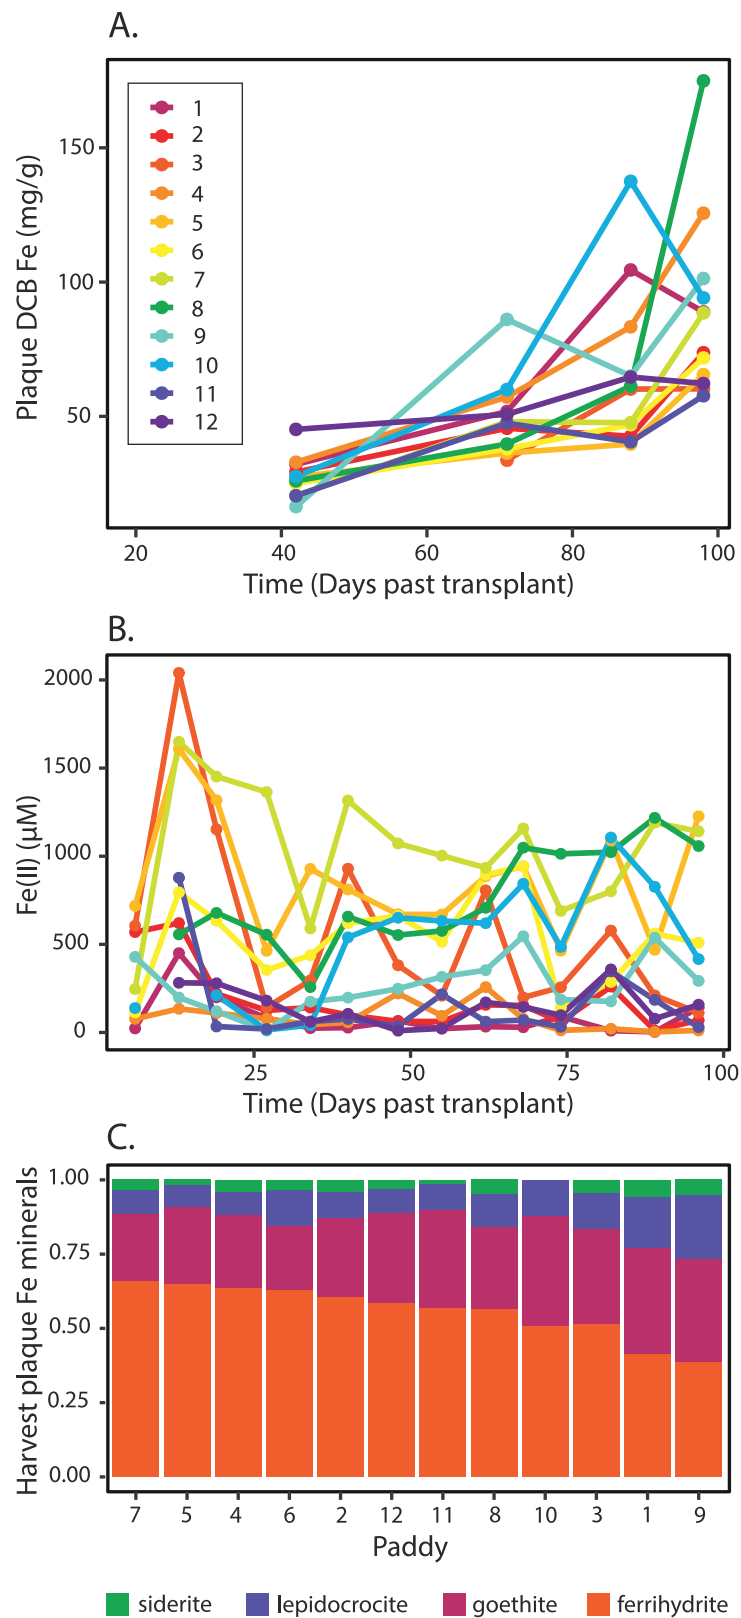 A.
Plaque DCB Fe (mg/g)
150
100
50
1
2
3
4
5
6
7
8
9
10
11
12
20 40 60 80 100
Time (Days past transplant)
B.
Fe(II) (µM)
2000
1500
1000
500
0
25 50 75 100
Time (Days past transplant)
C.
Harvest plaque Fe minerals
1.00
0.75
0.50
0.25
0.00
7 5 4 6 2 12 11 8 10 3 1 9
Paddy
siderite lepidocrocite goethite ferrihydrite